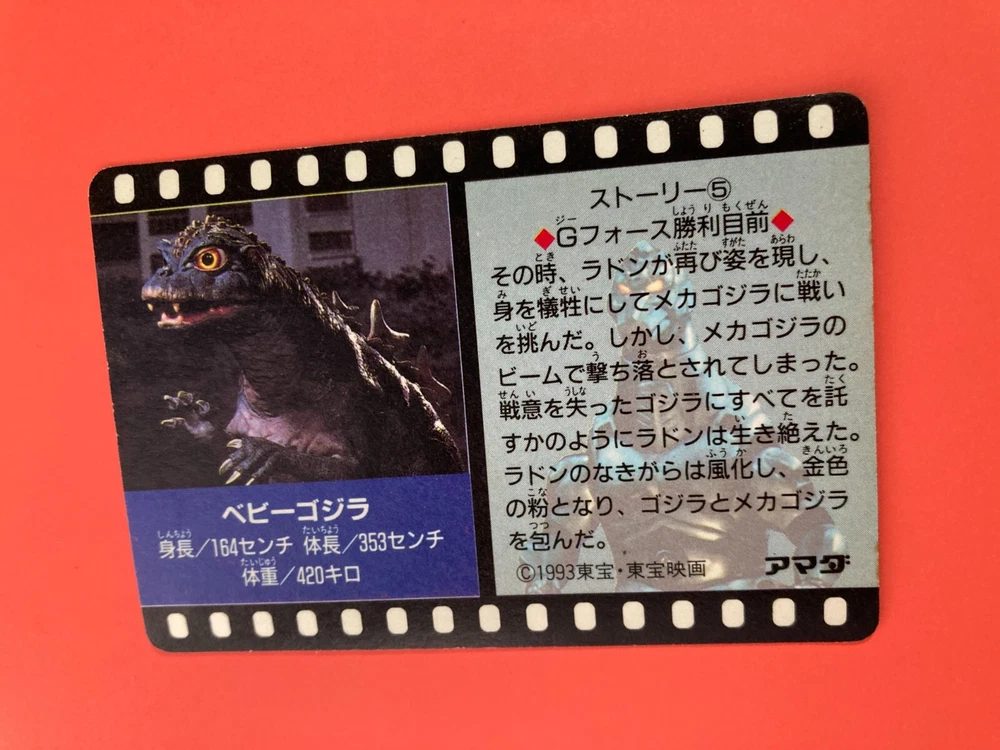 ベビーゴジラ
身長/164センチ 体長/353センチ
体重/420キロ
ストーリー⑤
◆Gフォース勝利目前◆
その時、ラドンが再び姿を現し、
身を犠牲にしてメカゴジラに戦い
を挑んだ。しかし、メカゴジラの
ビームで撃ち落とされてしまった。
戦意を失ったゴジラにすべてを託
すかのようにラドンは生き絶えた。
ラドンのなきがらは風化し、金色
の粉となり、ゴジラとメカゴジラ
を包んだ。
©1993東宝・東宝映画
アマダ